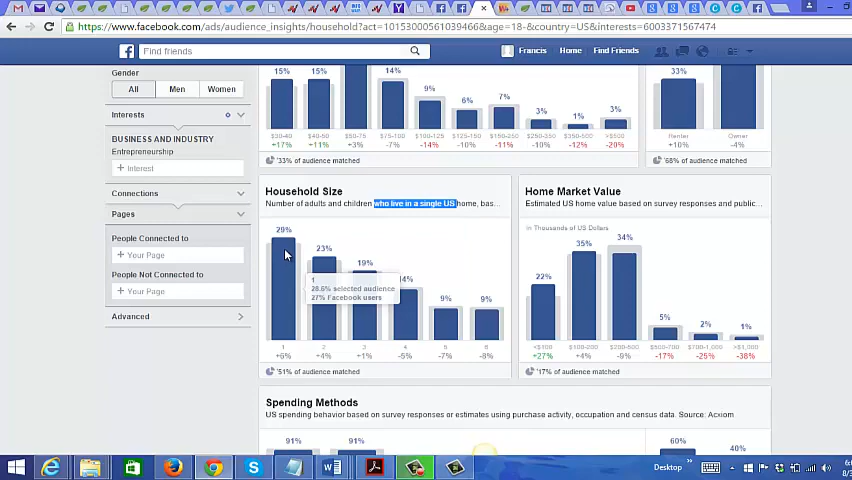 https://www.facebook.com/ads/audience_insights/household?act=10153000561039466&age=18-&country=US&interests=6003371567474
Find friends
Francis Home Find Friends
Gender
All Men Women
Interests
BUSINESS AND INDUSTRY
Entrepreneurship
+ Interest
Connections
Pages
People Connected to
+ Your Page
People Not Connected to
+ Your Page
Advanced
15% 15% 14% 9% 6% 7% 3% 1% 3%
$30-40 $40-50 $50-75 $75-100 $100-125 $125-150 $150-250 $250-350 $350-500 >$500
+17% +11% +3% -7% -14% -10% -11% -10% -12% -20%
33% of audience matched
33%
Renter Owner
+10% -4%
68% of audience matched
Household Size
Number of adults and children who live in a single US home, bas...
29% 23% 19% 14% 9% 9%
1
28.6% selected audience
27% Facebook users
1 2 3 4 5 6
+6% +4% +1% -5% -7% -8%
51% of audience matched
Home Market Value
Estimated US home value based on survey responses and public...
In Thousands of US Dollars
22% 35% 34% 5% 2% 1%
<$100 $100-200 $200-500 $500-700 $700-1,000 >$1,000
+27% +4% -9% -17% -25% -38%
17% of audience matched
Spending Methods
US spending behavior based on survey responses or estimates using purchase activity, occupation and census data. Source: Acxiom
91% 91% 60% 40%
Desktop